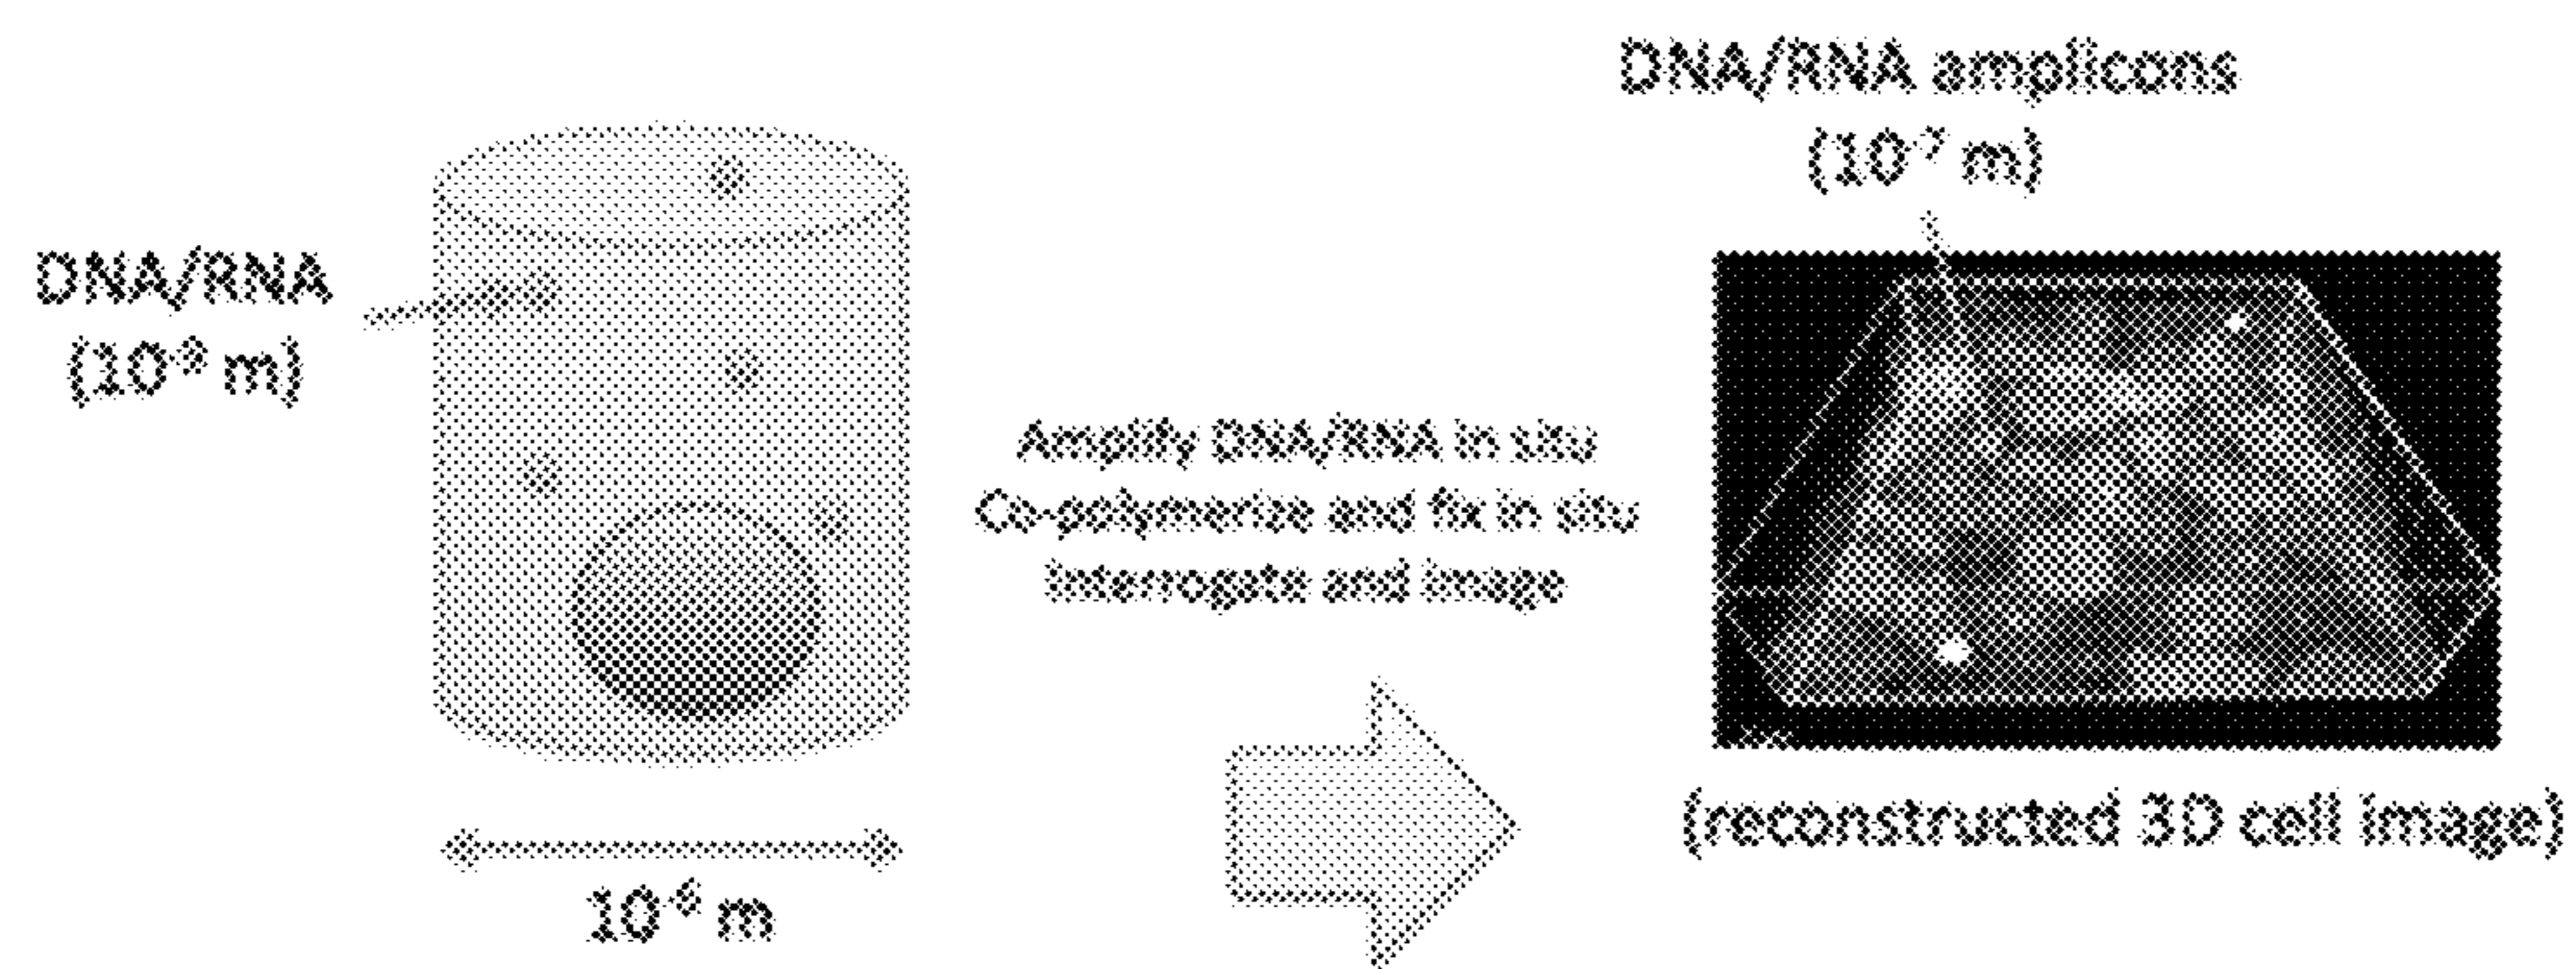 DNA/RNA
(10⁻⁹ m)
10⁻⁶ m
Amplify DNA/RNA in situ
Co-polymerize and fix in situ
Interrogate and image
DNA/RNA amplicons
(10⁻⁷ m)
(reconstructed 3D cell image)